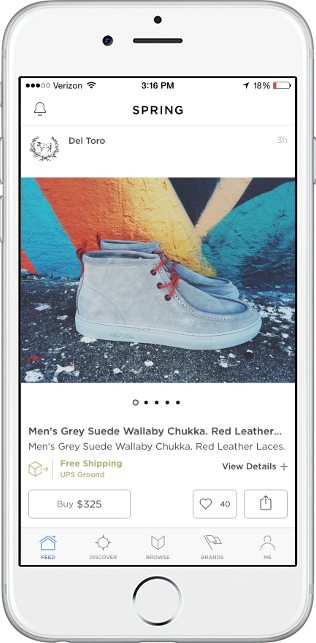 Verizon 3:16 PM 18%
SPRING
Del Toro 3h
Men's Grey Suede Wallaby Chukka. Red Leather...
Men's Grey Suede Wallaby Chukka. Red Leather Laces.
Free Shipping
UPS Ground
View Details +
Buy $325
40
FEED DISCOVER BROWSE BRANDS ME